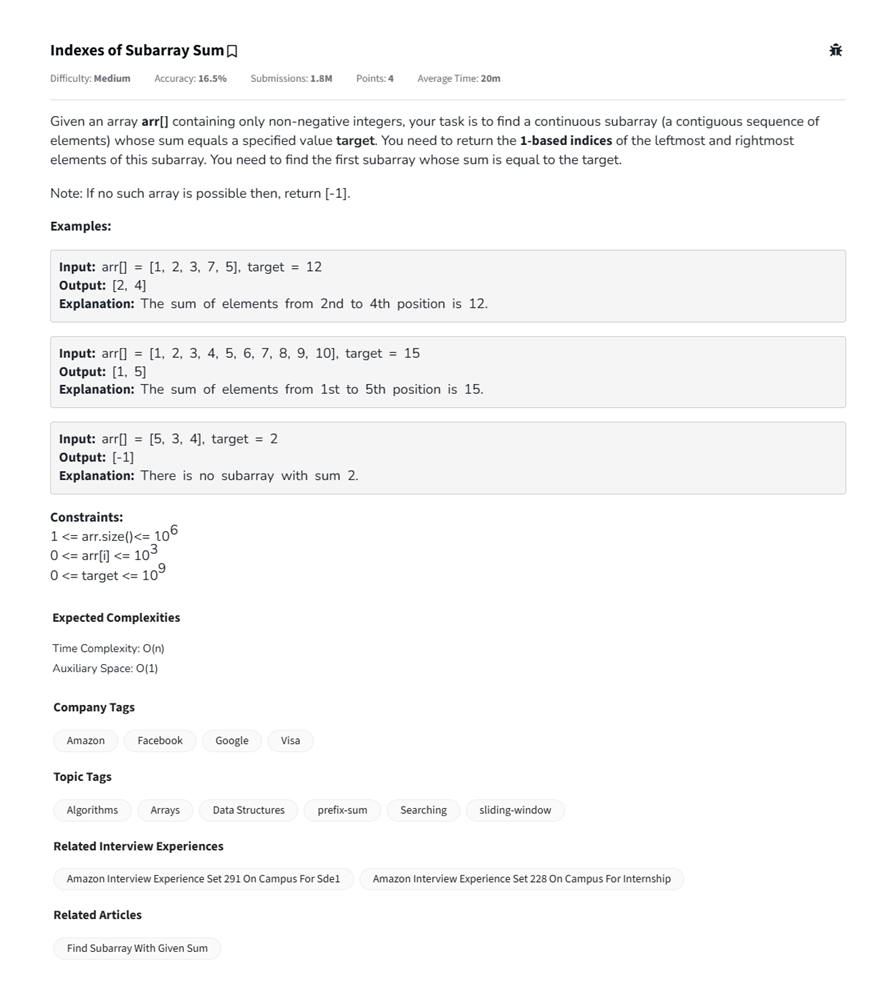 Indexes of Subarray Sum
Difficulty: Medium Accuracy: 16.5% Submissions: 1.8M Points: 4 Average Time: 20m
Given an array arr[] containing only non-negative integers, your task is to find a continuous subarray (a contiguous sequence of
elements) whose sum equals a specified value target. You need to return the 1-based indices of the leftmost and rightmost
elements of this subarray. You need to find the first subarray whose sum is equal to the target.
Note: If no such array is possible then, return [-1].
Examples:
Input: arr[] = [1, 2, 3, 7, 5], target = 12
Output: [2, 4]
Explanation: The sum of elements from 2nd to 4th position is 12.
Input: arr[] = [1, 2, 3, 4, 5, 6, 7, 8, 9, 10], target = 15
Output: [1, 5]
Explanation: The sum of elements from 1st to 5th position is 15.
Input: arr[] = [5, 3, 4], target = 2
Output: [-1]
Explanation: There is no subarray with sum 2.
Constraints:
1 <= arr.size()<= 10^6
0 <= arr[i] <= 10^3
0 <= target <= 10^9
Expected Complexities
Time Complexity: O(n)
Auxiliary Space: O(1)
Company Tags
Amazon Facebook Google Visa
Topic Tags
Algorithms Arrays Data Structures prefix-sum Searching sliding-window
Related Interview Experiences
Amazon Interview Experience Set 291 On Campus For Sde1 Amazon Interview Experience Set 228 On Campus For Internship
Related Articles
Find Subarray With Given Sum